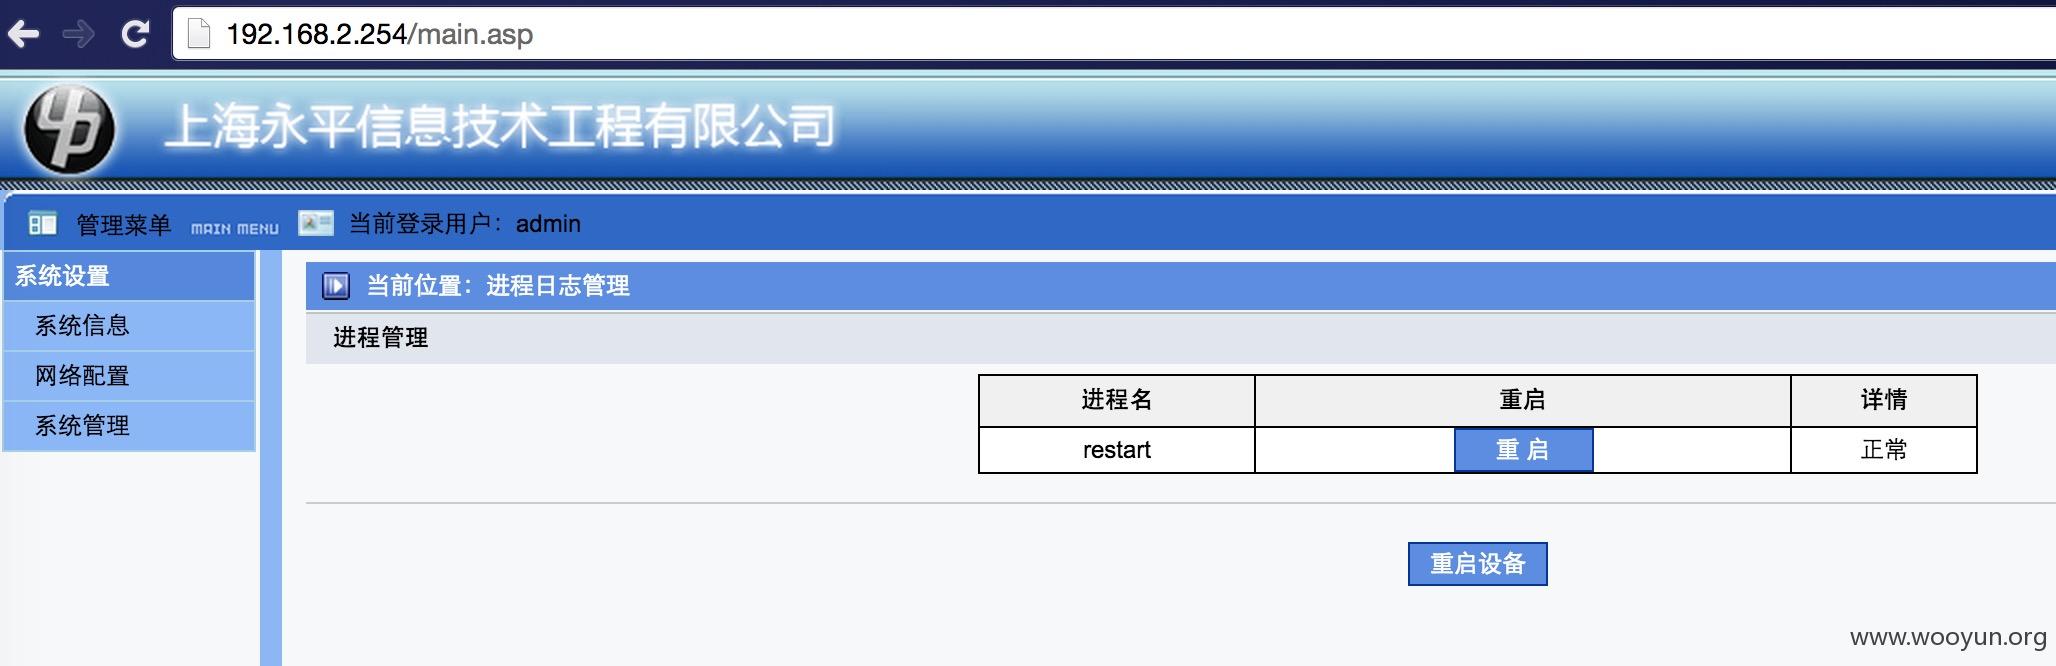 192.168.2.254/main.asp
yp 上海永平信息技术工程有限公司
管理菜单 MAIN MENU 当前登录用户：admin
系统设置
系统信息
网络配置
系统管理
当前位置：进程日志管理
进程管理
进程名 重启 详情
restart 重 启 正常
重启设备
www.wooyun.org